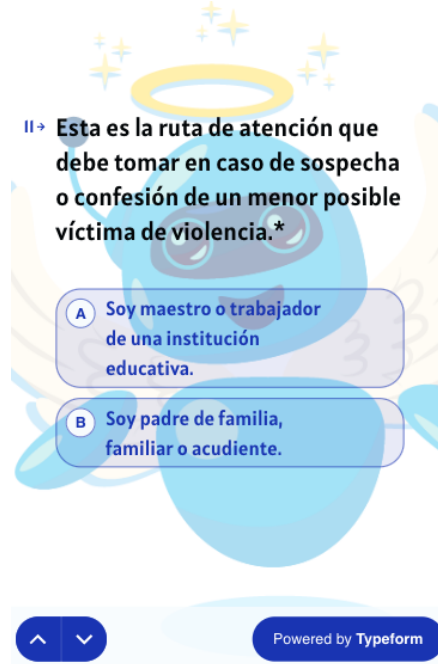 11→ Esta es la ruta de atención que
debe tomar en caso de sospecha
o confesión de un menor posible
víctima de violencia.*
A Soy maestro o trabajador
de una institución
educativa.
B Soy padre de familia,
familiar o acudiente.
Powered by Typeform